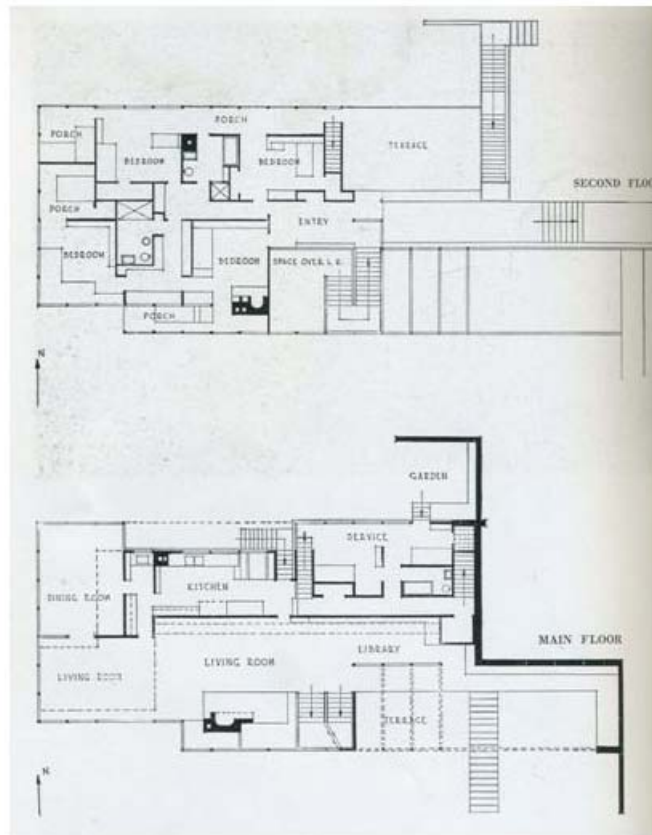 PORCH
PORCH
TERRACE
BEDROOM
BEDROOM
SECOND FLOO
PORCH
ENTRY
BEDROOM
BEDROOM
SPACE OVER L. R.
PORCH
N
GARDEN
SERVICE
KITCHEN
DINING ROOM
MAIN FLOOR
LIBRARY
LIVING ROOM
LIVING ROOM
TERRACE
N